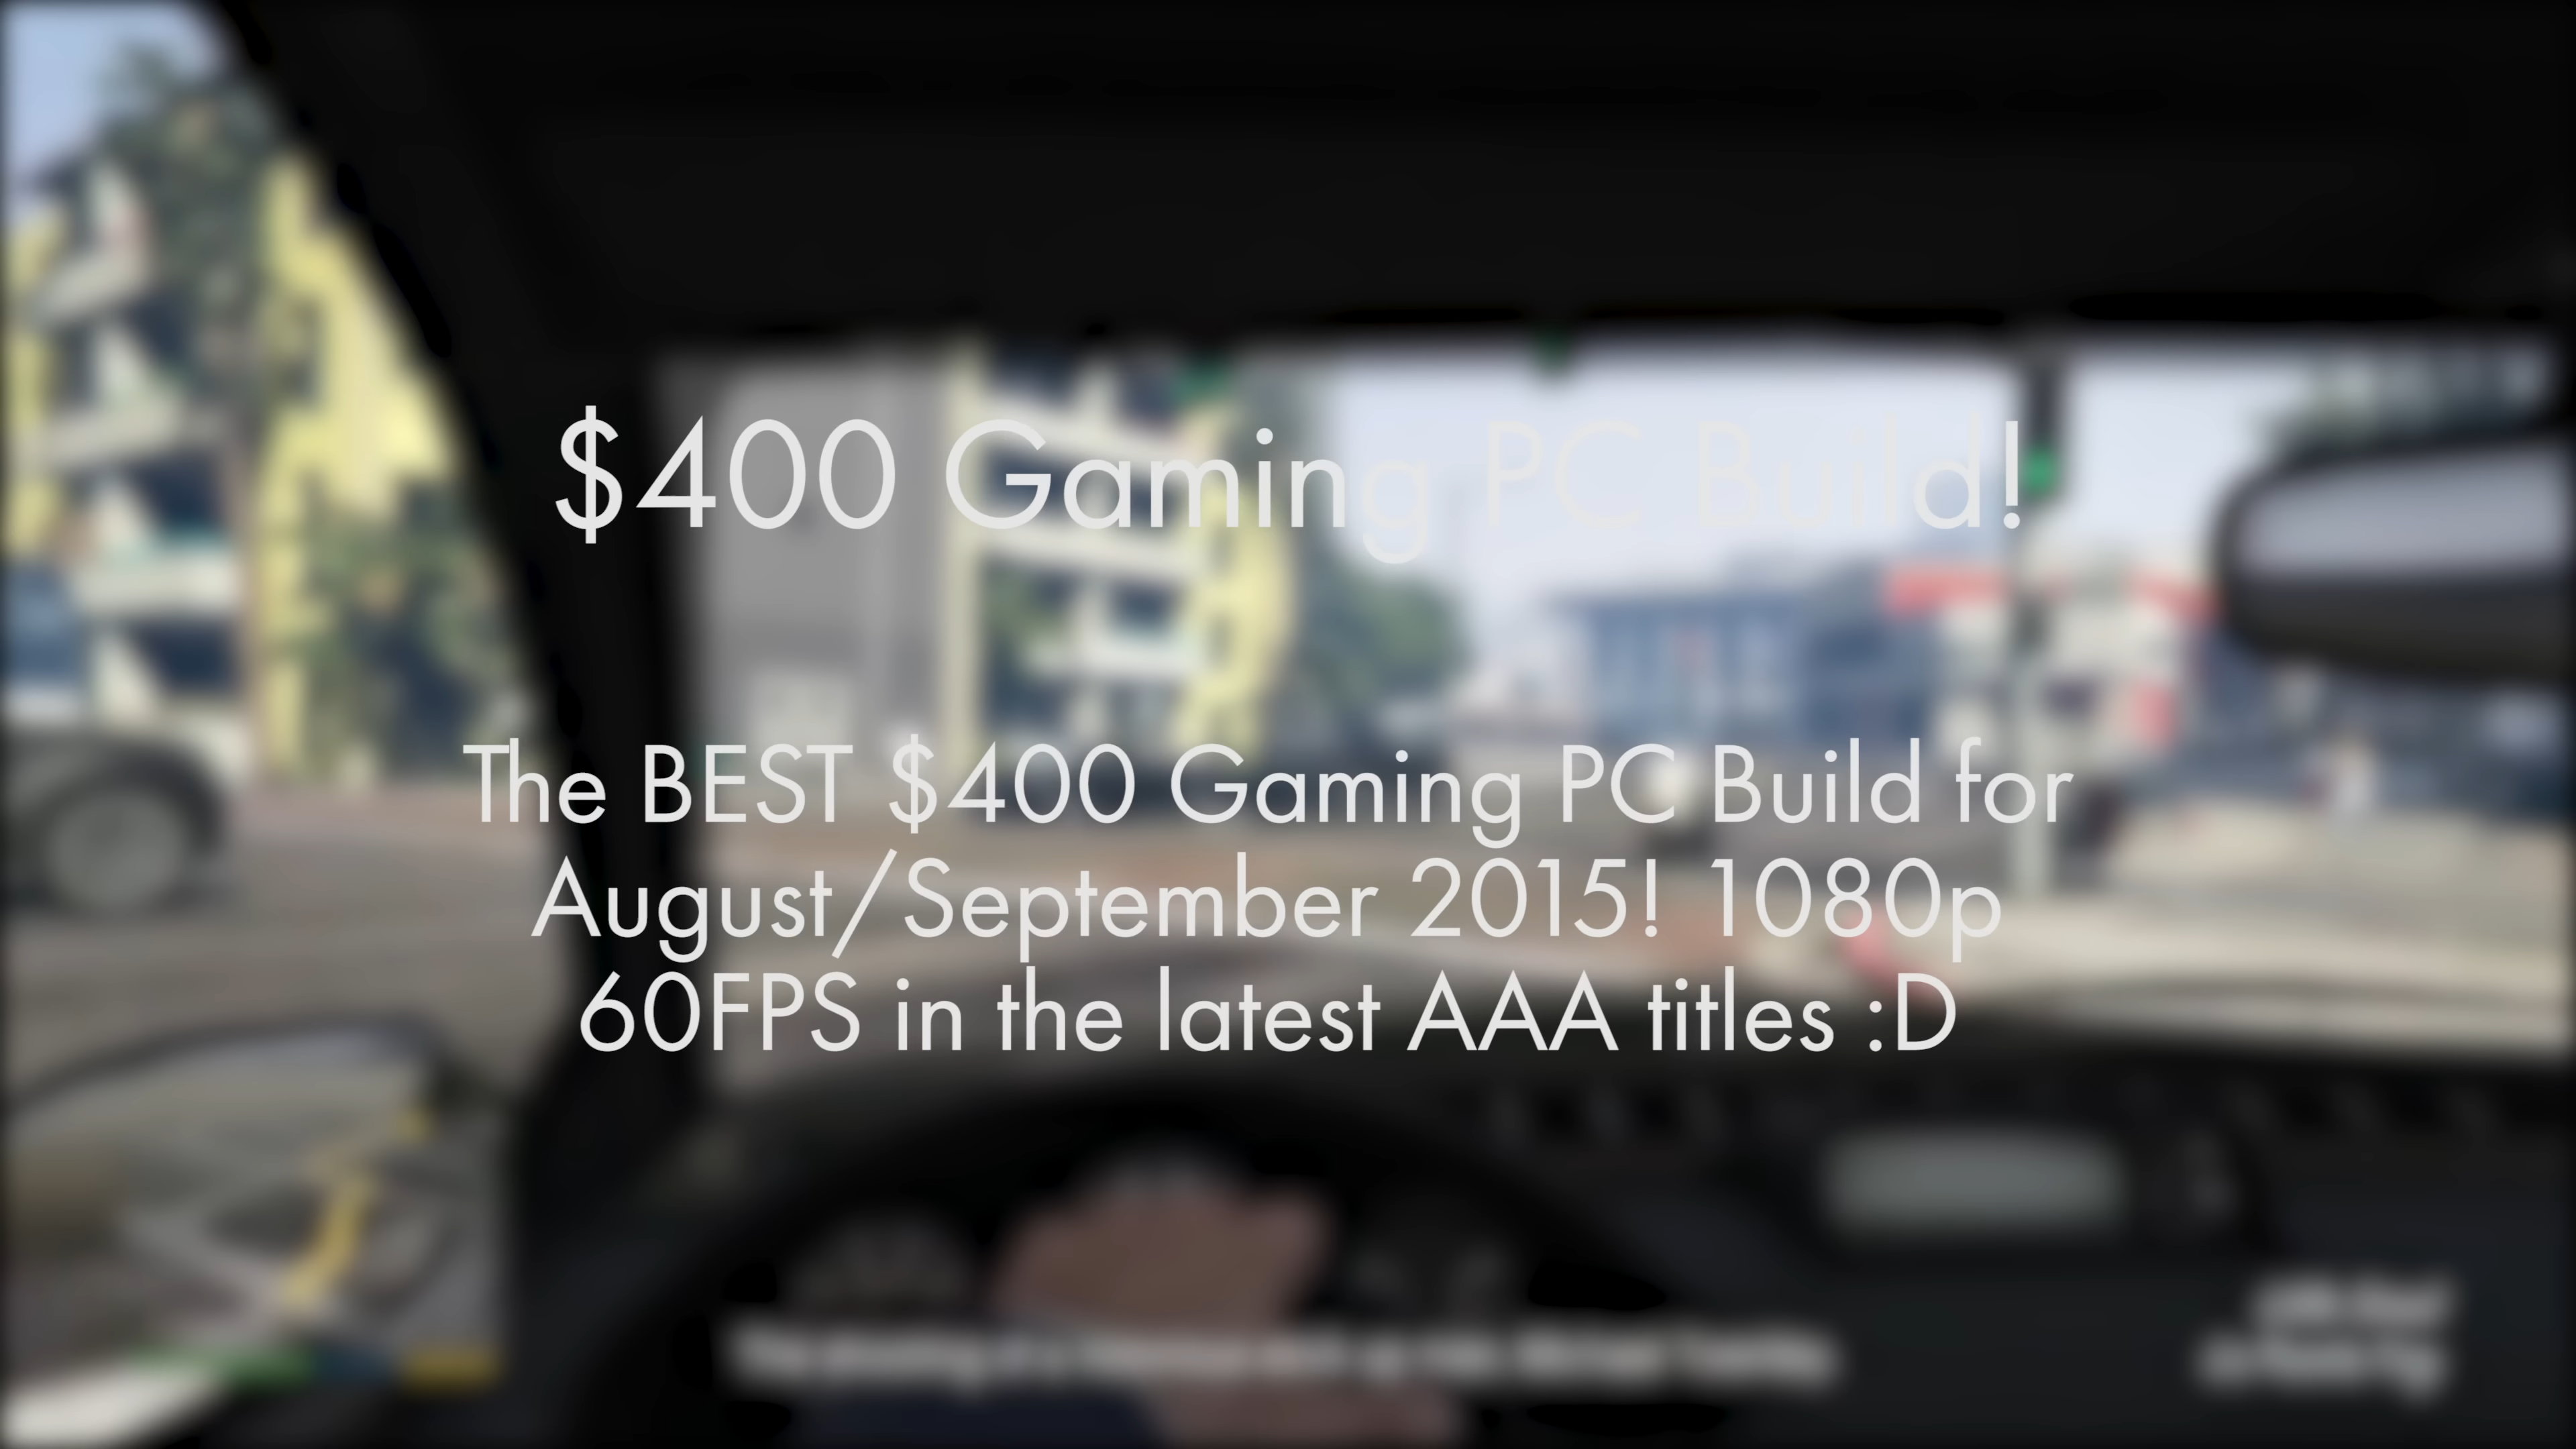 $400 Gaming PC Build!
The BEST $400 Gaming PC Build for
August/September 2015! 1080p
60FPS in the latest AAA titles :D